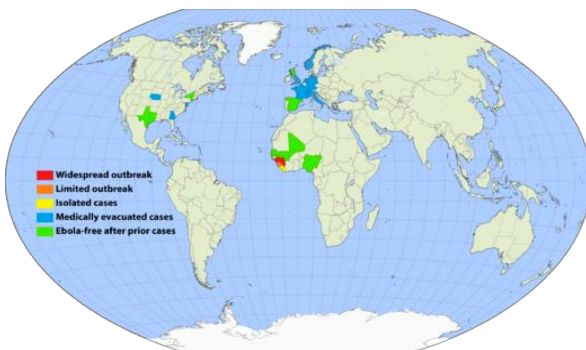 Widespread outbreak
Limited outbreak
Isolated cases
Medically evacuated cases
Ebola-free after prior cases